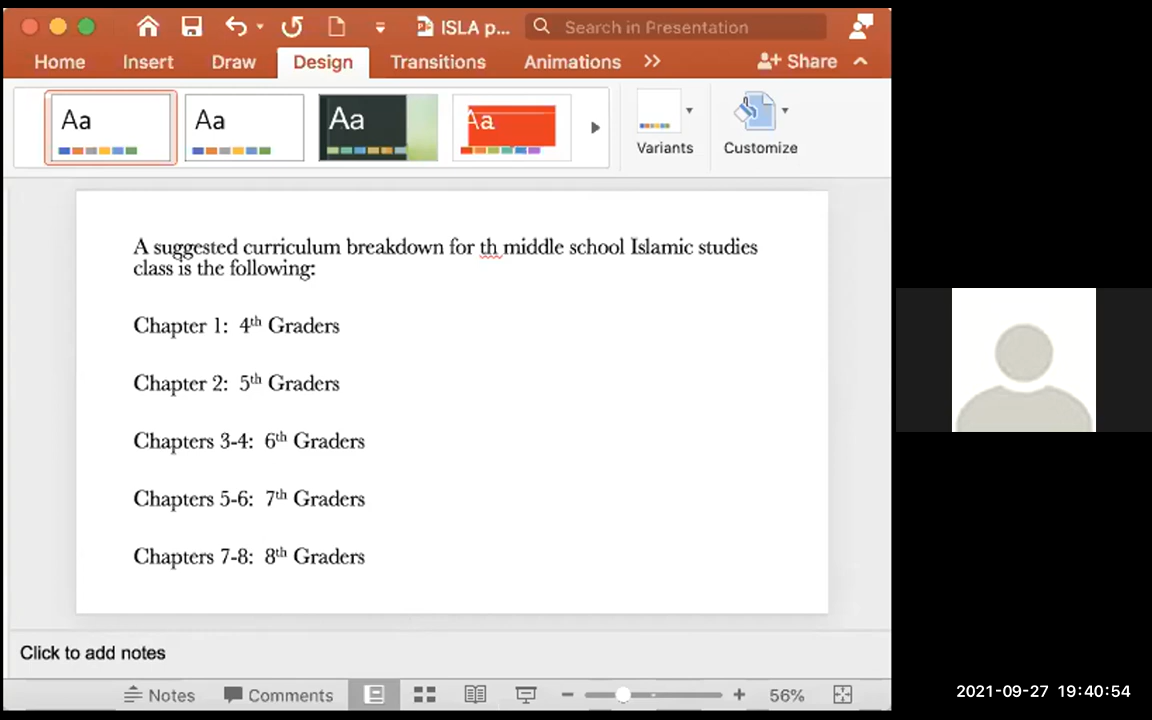 ISLA p...
Search in Presentation
Home Insert Draw Design Transitions Animations Share
Aa Aa Aa Aa
Variants Customize
A suggested curriculum breakdown for th middle school Islamic studies
class is the following:
Chapter 1: 4th Graders
Chapter 2: 5th Graders
Chapters 3-4: 6th Graders
Chapters 5-6: 7th Graders
Chapters 7-8: 8th Graders
Click to add notes
Notes Comments 56%
2021-09-27 19:40:54